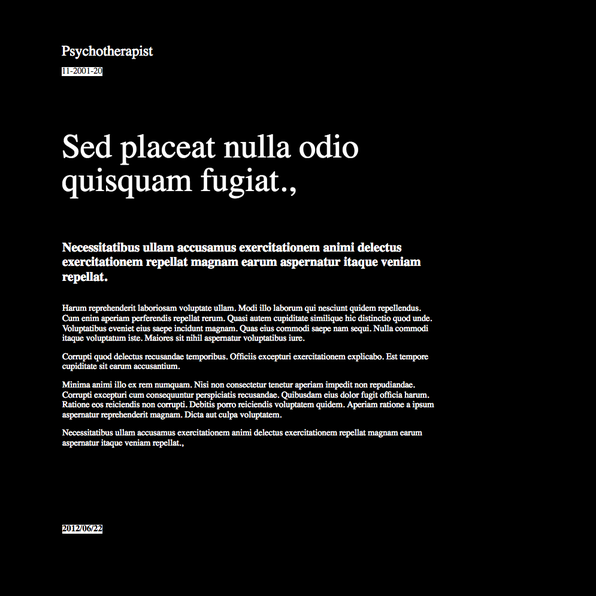 Psychotherapist
11-2001-20
Sed placeat nulla odio
quisquam fugiat.,
Necessitatibus ullam accusamus exercitationem animi delectus
exercitationem repellat magnam earum aspernatur itaque veniam
repellat.
Harum reprehenderit laboriosam voluptate ullam. Modi illo laborum qui nesciunt quidem repellendus.
Cum enim aperiam perferendis repellat rerum. Quasi autem cupiditate similique hic distinctio quod unde.
Voluptatibus eveniet eius saepe incidunt magnam. Quas eius commodi saepe nam sequi. Nulla commodi
itaque voluptatum iste. Maiores sit nihil aspernatur voluptatibus iure.
Corrupti quod delectus recusandae temporibus. Officiis excepturi exercitationem explicabo. Est tempore
cupiditate sit earum accusantium.
Minima animi illo ex rem numquam. Nisi non consectetur tenetur aperiam impedit non repudiandae.
Corrupti excepturi cum consequuntur perspiciatis recusandae. Quibusdam eius dolor fugit officia harum.
Ratione eos reiciendis non corrupti. Debitis porro reiciendis voluptatem quidem. Aperiam ratione a ipsum
aspernatur reprehenderit magnam. Dicta aut culpa voluptatem.
Necessitatibus ullam accusamus exercitationem animi delectus exercitationem repellat magnam earum
aspernatur itaque veniam repellat.,
2012/06/22